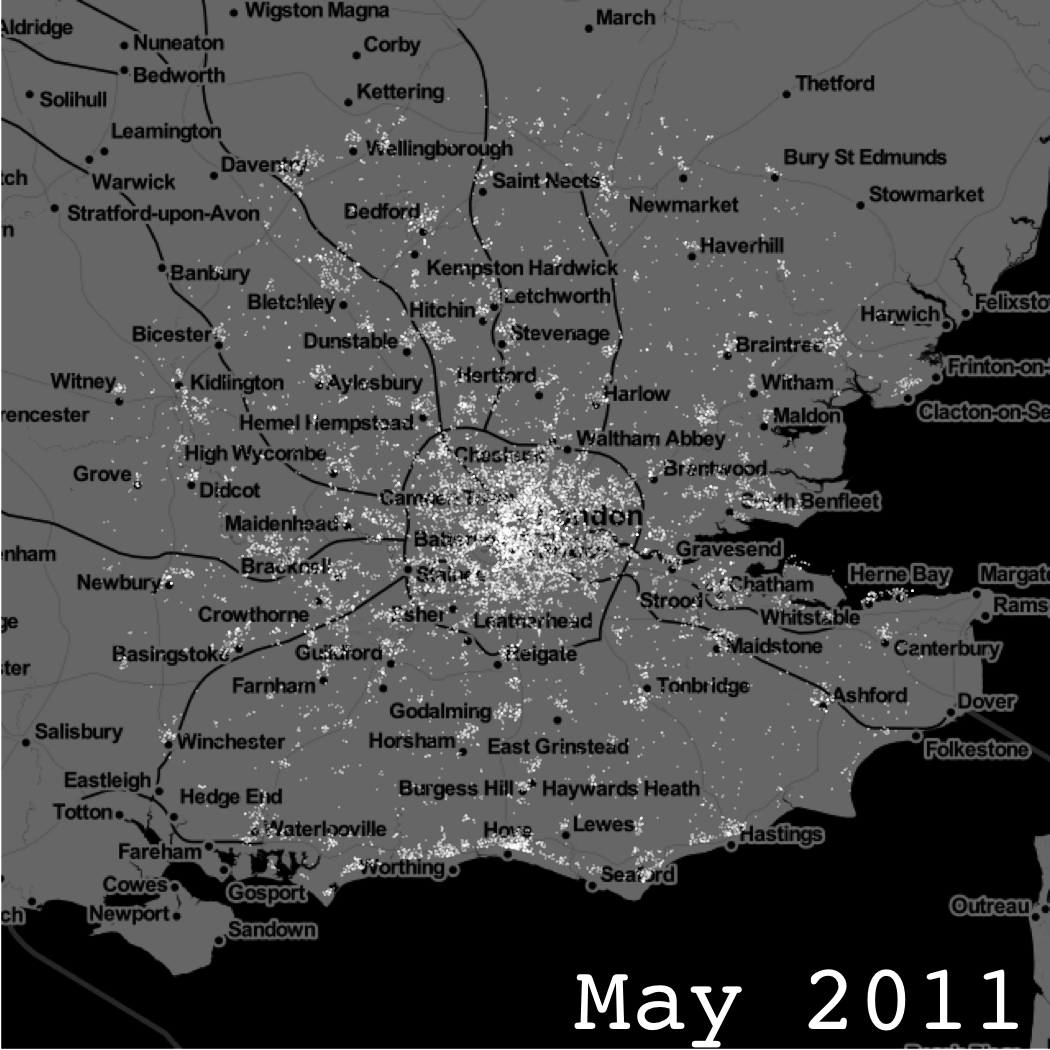 Wigston Magna
March
Aldridge
Nuneaton
Corby
Bedworth
Thetford
Solihull
Kettering
Leamington
Wellingborough
Daventry
Bury St Edmunds
tch
Warwick
Saint Neots
Stowmarket
Stratford-upon-Avon
Bedford
Newmarket
n
Haverhill
Banbury
Kempston Hardwick
Bletchley
Hitchin
Letchworth
Harwich
Felixsto
Bicester
Dunstable
Stevenage
Braintree
Frinton-on-
Witney
Kidlington
Aylesbury
Hertford
Harlow
Witham
rencester
Hemel Hempstead
Maldon
Clacton-on-Se
High Wycombe
Cheshunt
Waltham Abbey
Grove
Didcot
Brentwood
Camden Town
South Benfleet
Maidenhead
London
enham
Gravesend
Bracknell
Staines
Newbury
Chatham
Herne Bay
Margate
Crowthorne
Esher
Leatherhead
Strood
Whitstable
Rams
ge
Basingstoke
Guildford
Reigate
Maidstone
Canterbury
ter
Farnham
Tonbridge
Ashford
Dover
Godalming
Salisbury
Winchester
Horsham
East Grinstead
Folkestone
Eastleigh
Hedge End
Burgess Hill
Haywards Heath
Totton
Waterlooville
Hove
Lewes
Hastings
Fareham
Worthing
Seaford
Cowes
Gosport
ch
Newport
Outreau
Sandown
May 2011